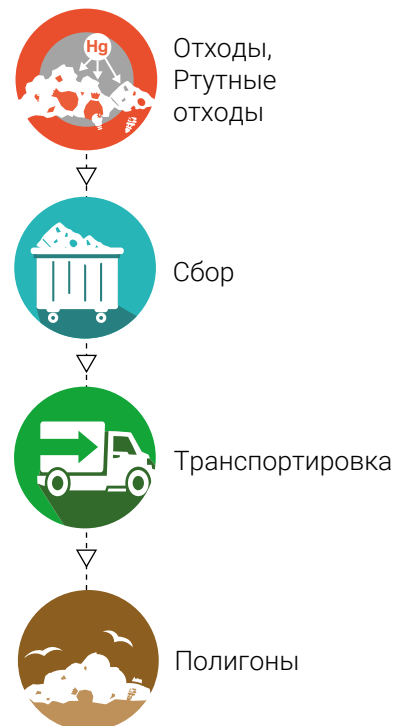 Hg
Отходы,
Ртутные
отходы
Сбор
Транспортировка
Полигоны